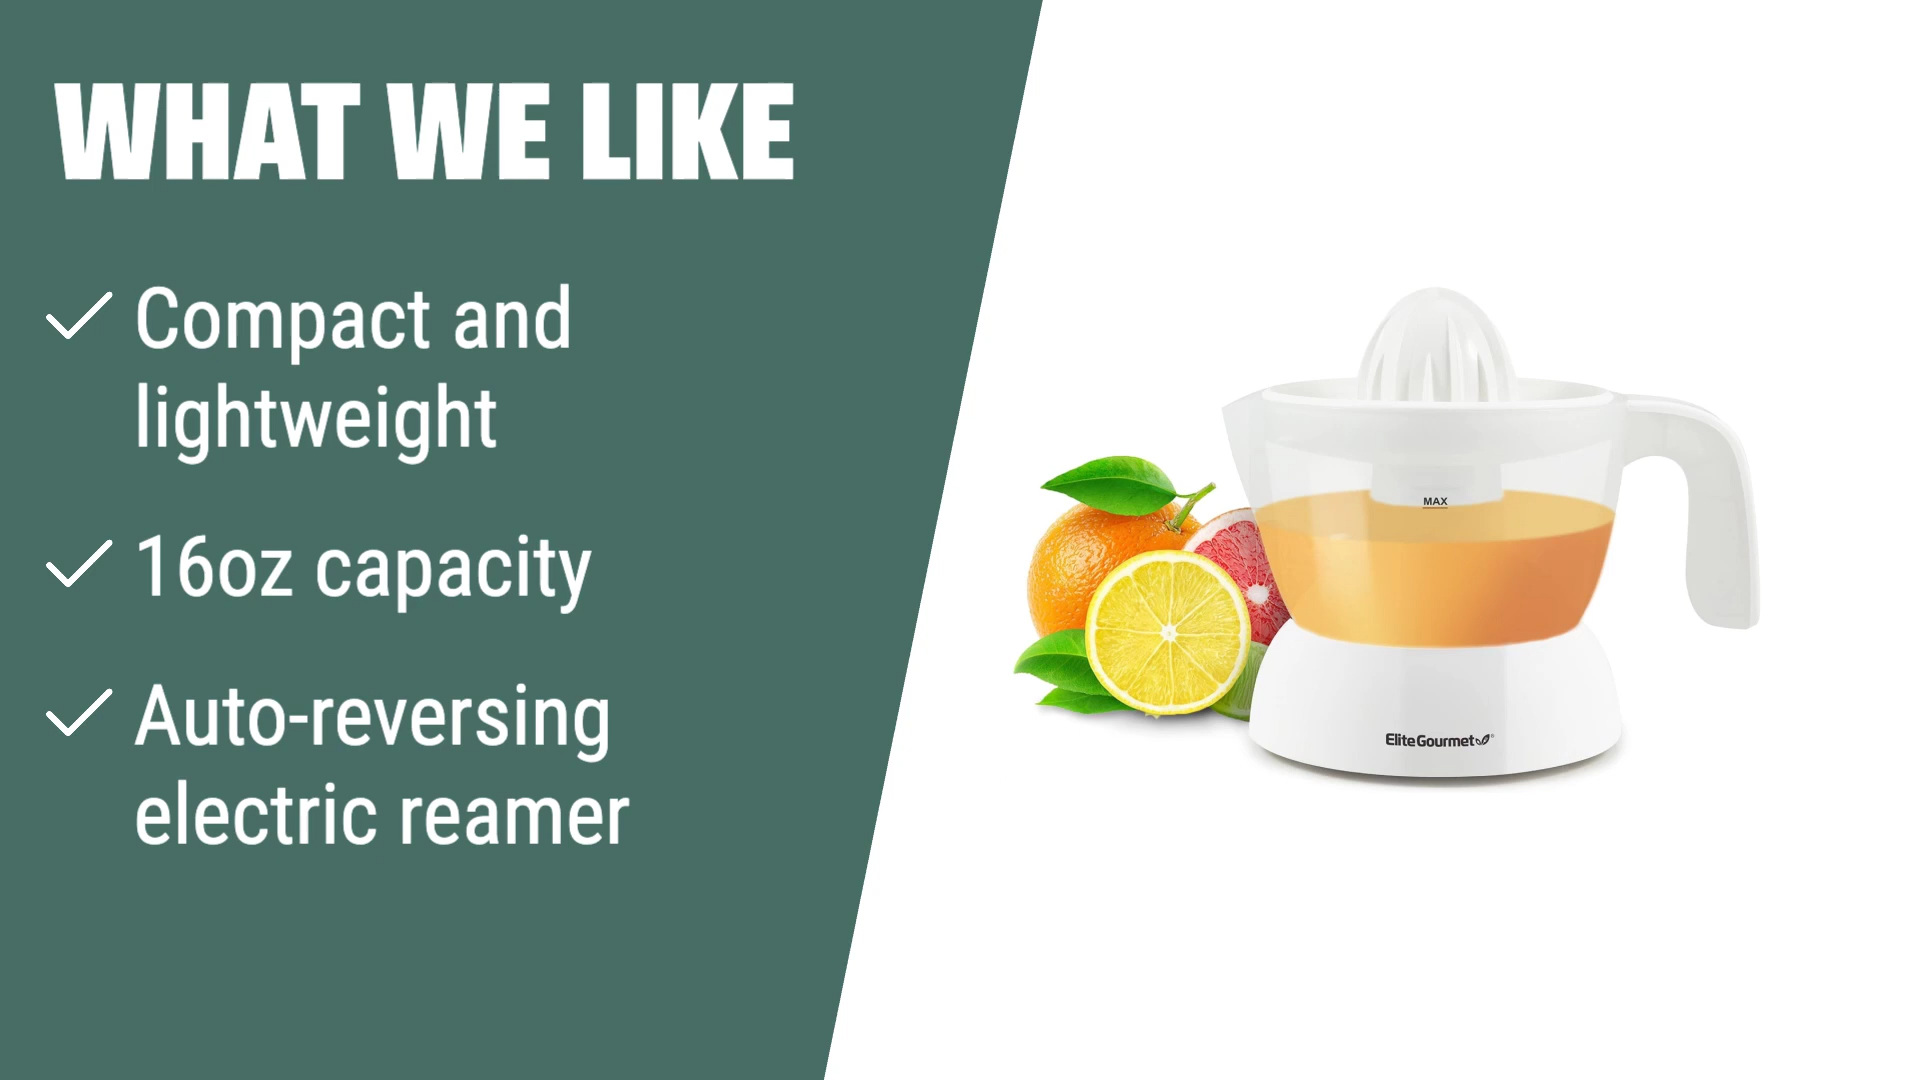 WHAT WE LIKE
Compact and
lightweight
16oz capacity
Auto-reversing
electric reamer
MAX
EliteGourmet